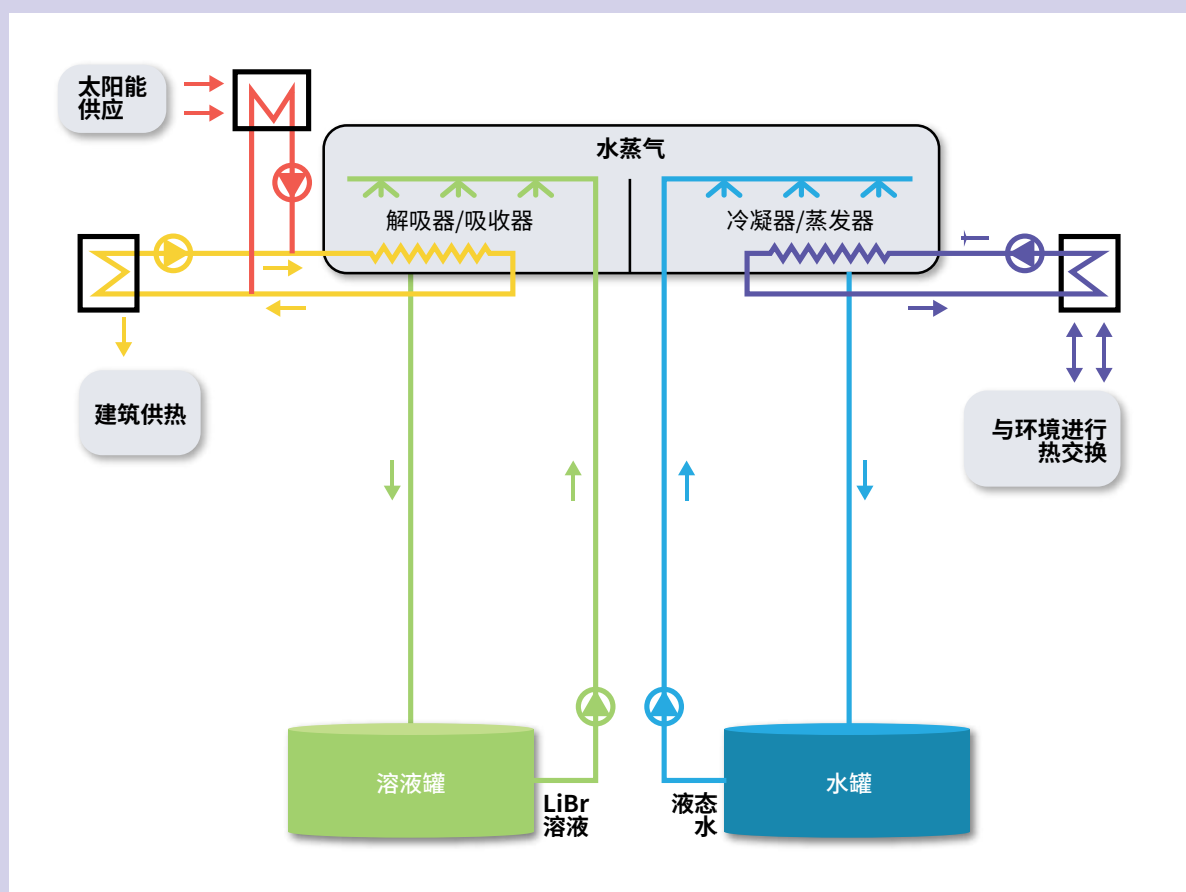 太阳能
供应
水蒸气
解吸器/吸收器
冷凝器/蒸发器
建筑供热
与环境进行
热交换
溶液罐
水罐
LiBr
溶液
液态
水